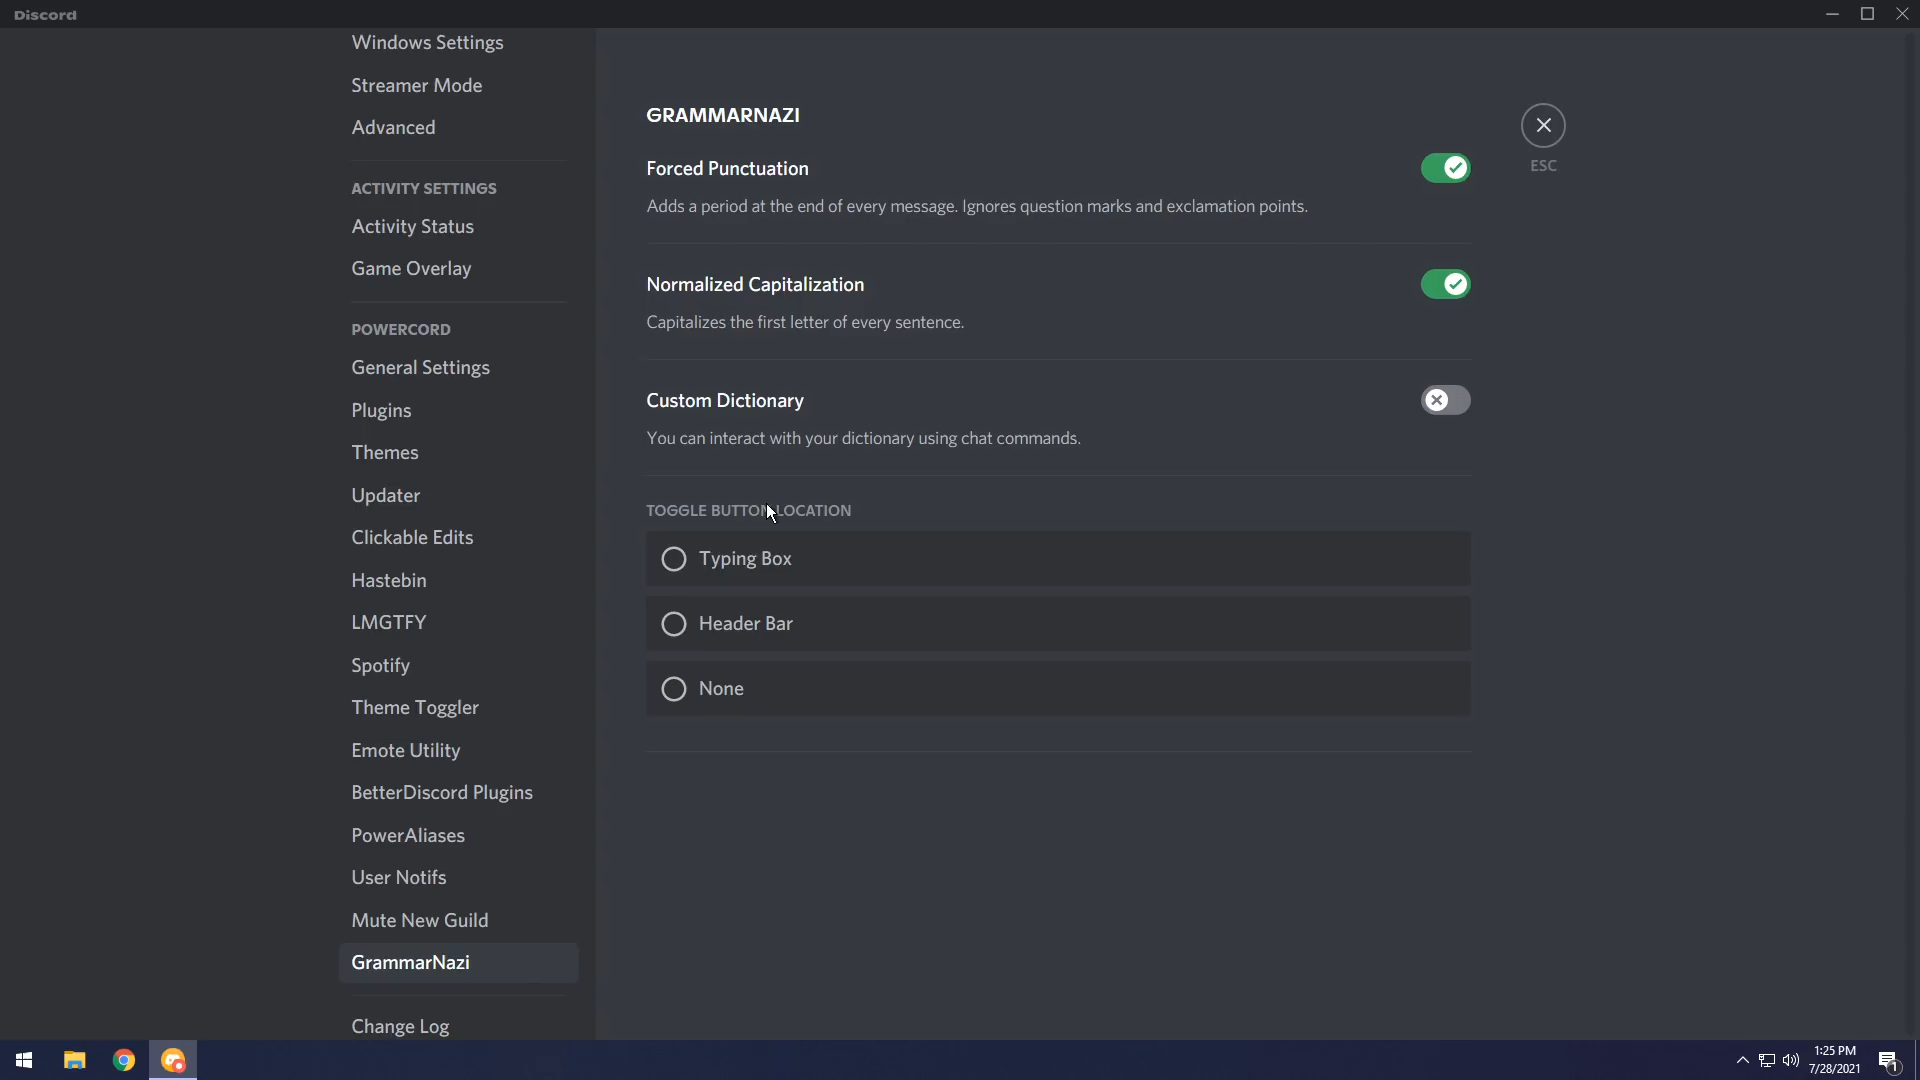 Discord
Windows Settings
Streamer Mode
Advanced
ACTIVITY SETTINGS
Activity Status
Game Overlay
POWERCORD
General Settings
Plugins
Themes
Updater
Clickable Edits
Hastebin
LMGTFY
Spotify
Theme Toggler
Emote Utility
BetterDiscord Plugins
PowerAliases
User Notifs
Mute New Guild
GrammarNazi
Change Log
GRAMMARNAZI
Forced Punctuation
Adds a period at the end of every message. Ignores question marks and exclamation points.
Normalized Capitalization
Capitalizes the first letter of every sentence.
Custom Dictionary
You can interact with your dictionary using chat commands.
TOGGLE BUTTON LOCATION
Typing Box
Header Bar
None
ESC
1:25 PM
7/28/2021
1